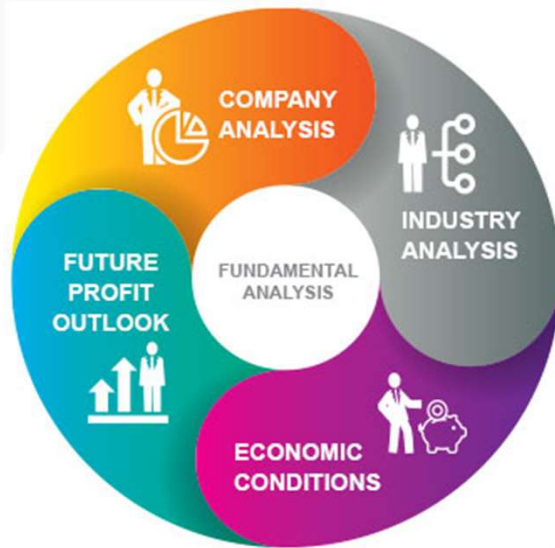 COMPANY
ANALYSIS
INDUSTRY
ANALYSIS
FUTURE
PROFIT
OUTLOOK
FUNDAMENTAL
ANALYSIS
ECONOMIC
CONDITIONS